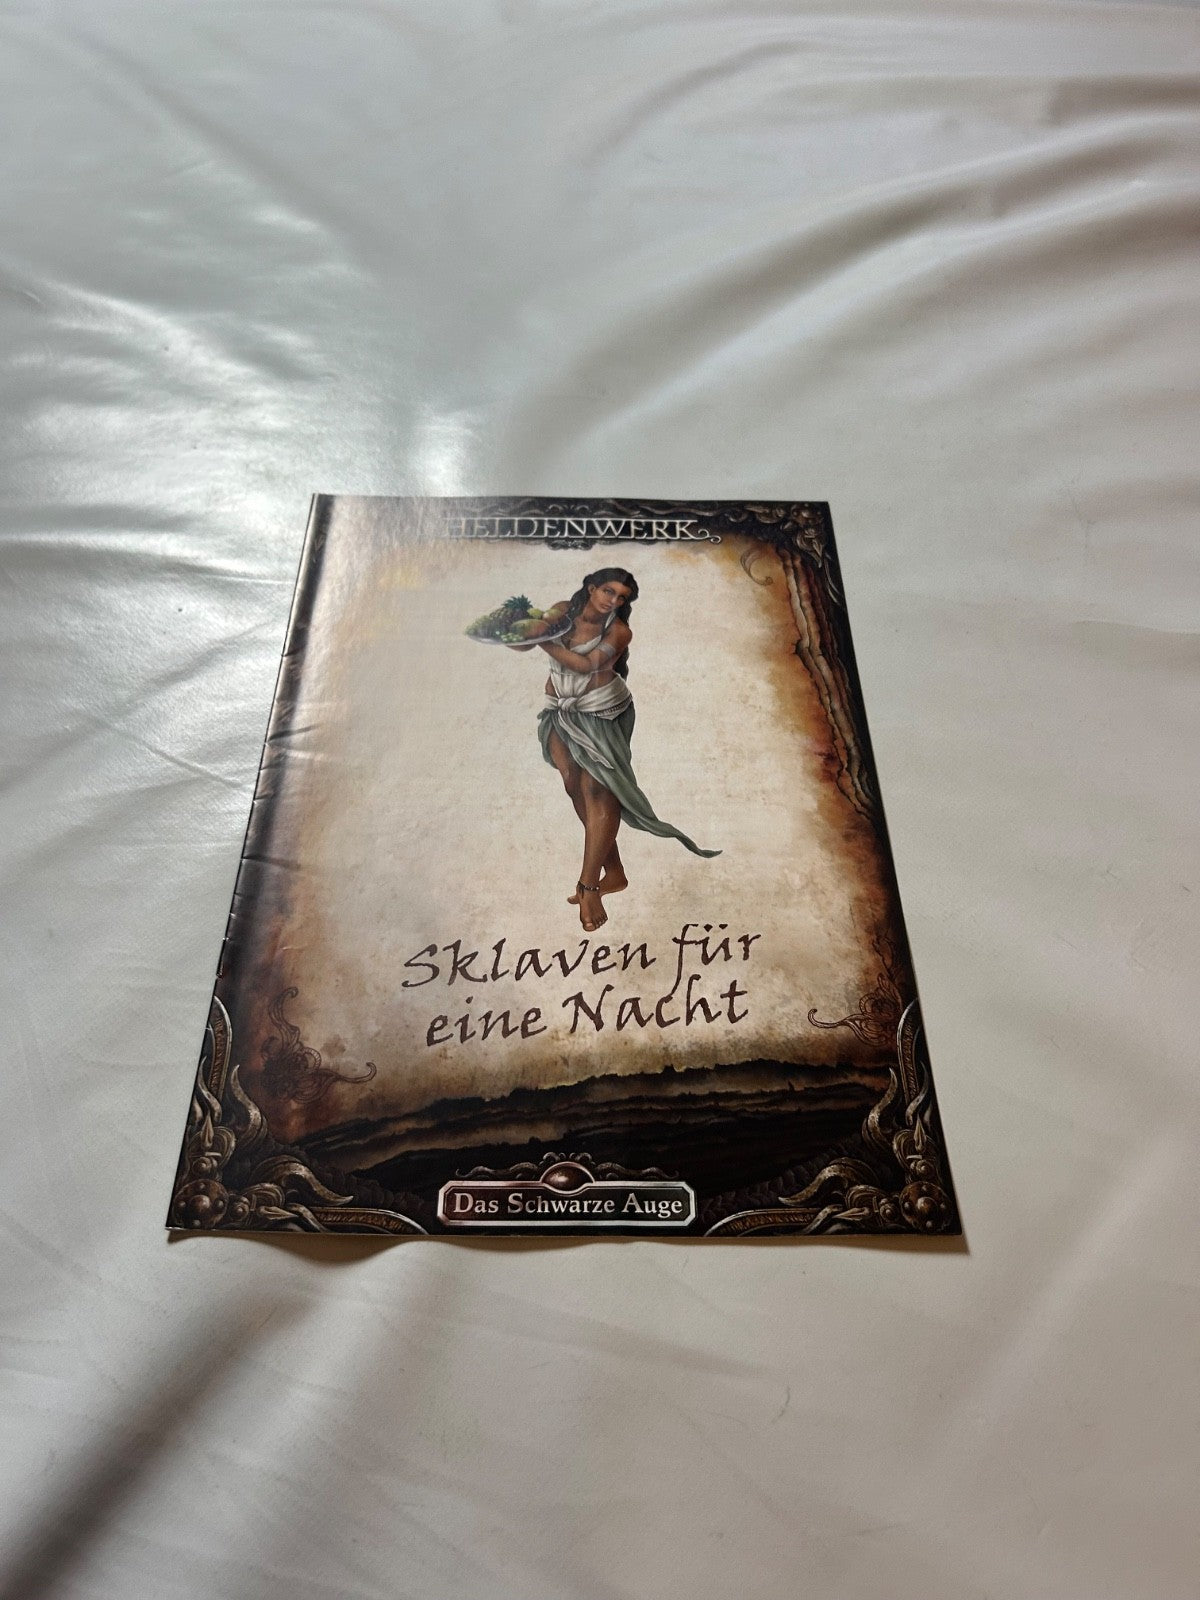 HELDENWERK
Sklaven für
eine Nacht
Das Schwarze Auge